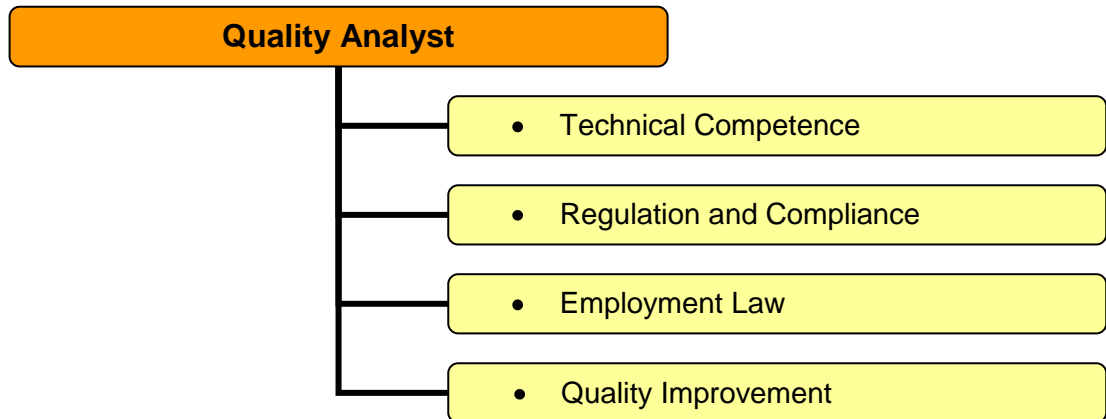 Quality Analyst
• Technical Competence
• Regulation and Compliance
• Employment Law
• Quality Improvement